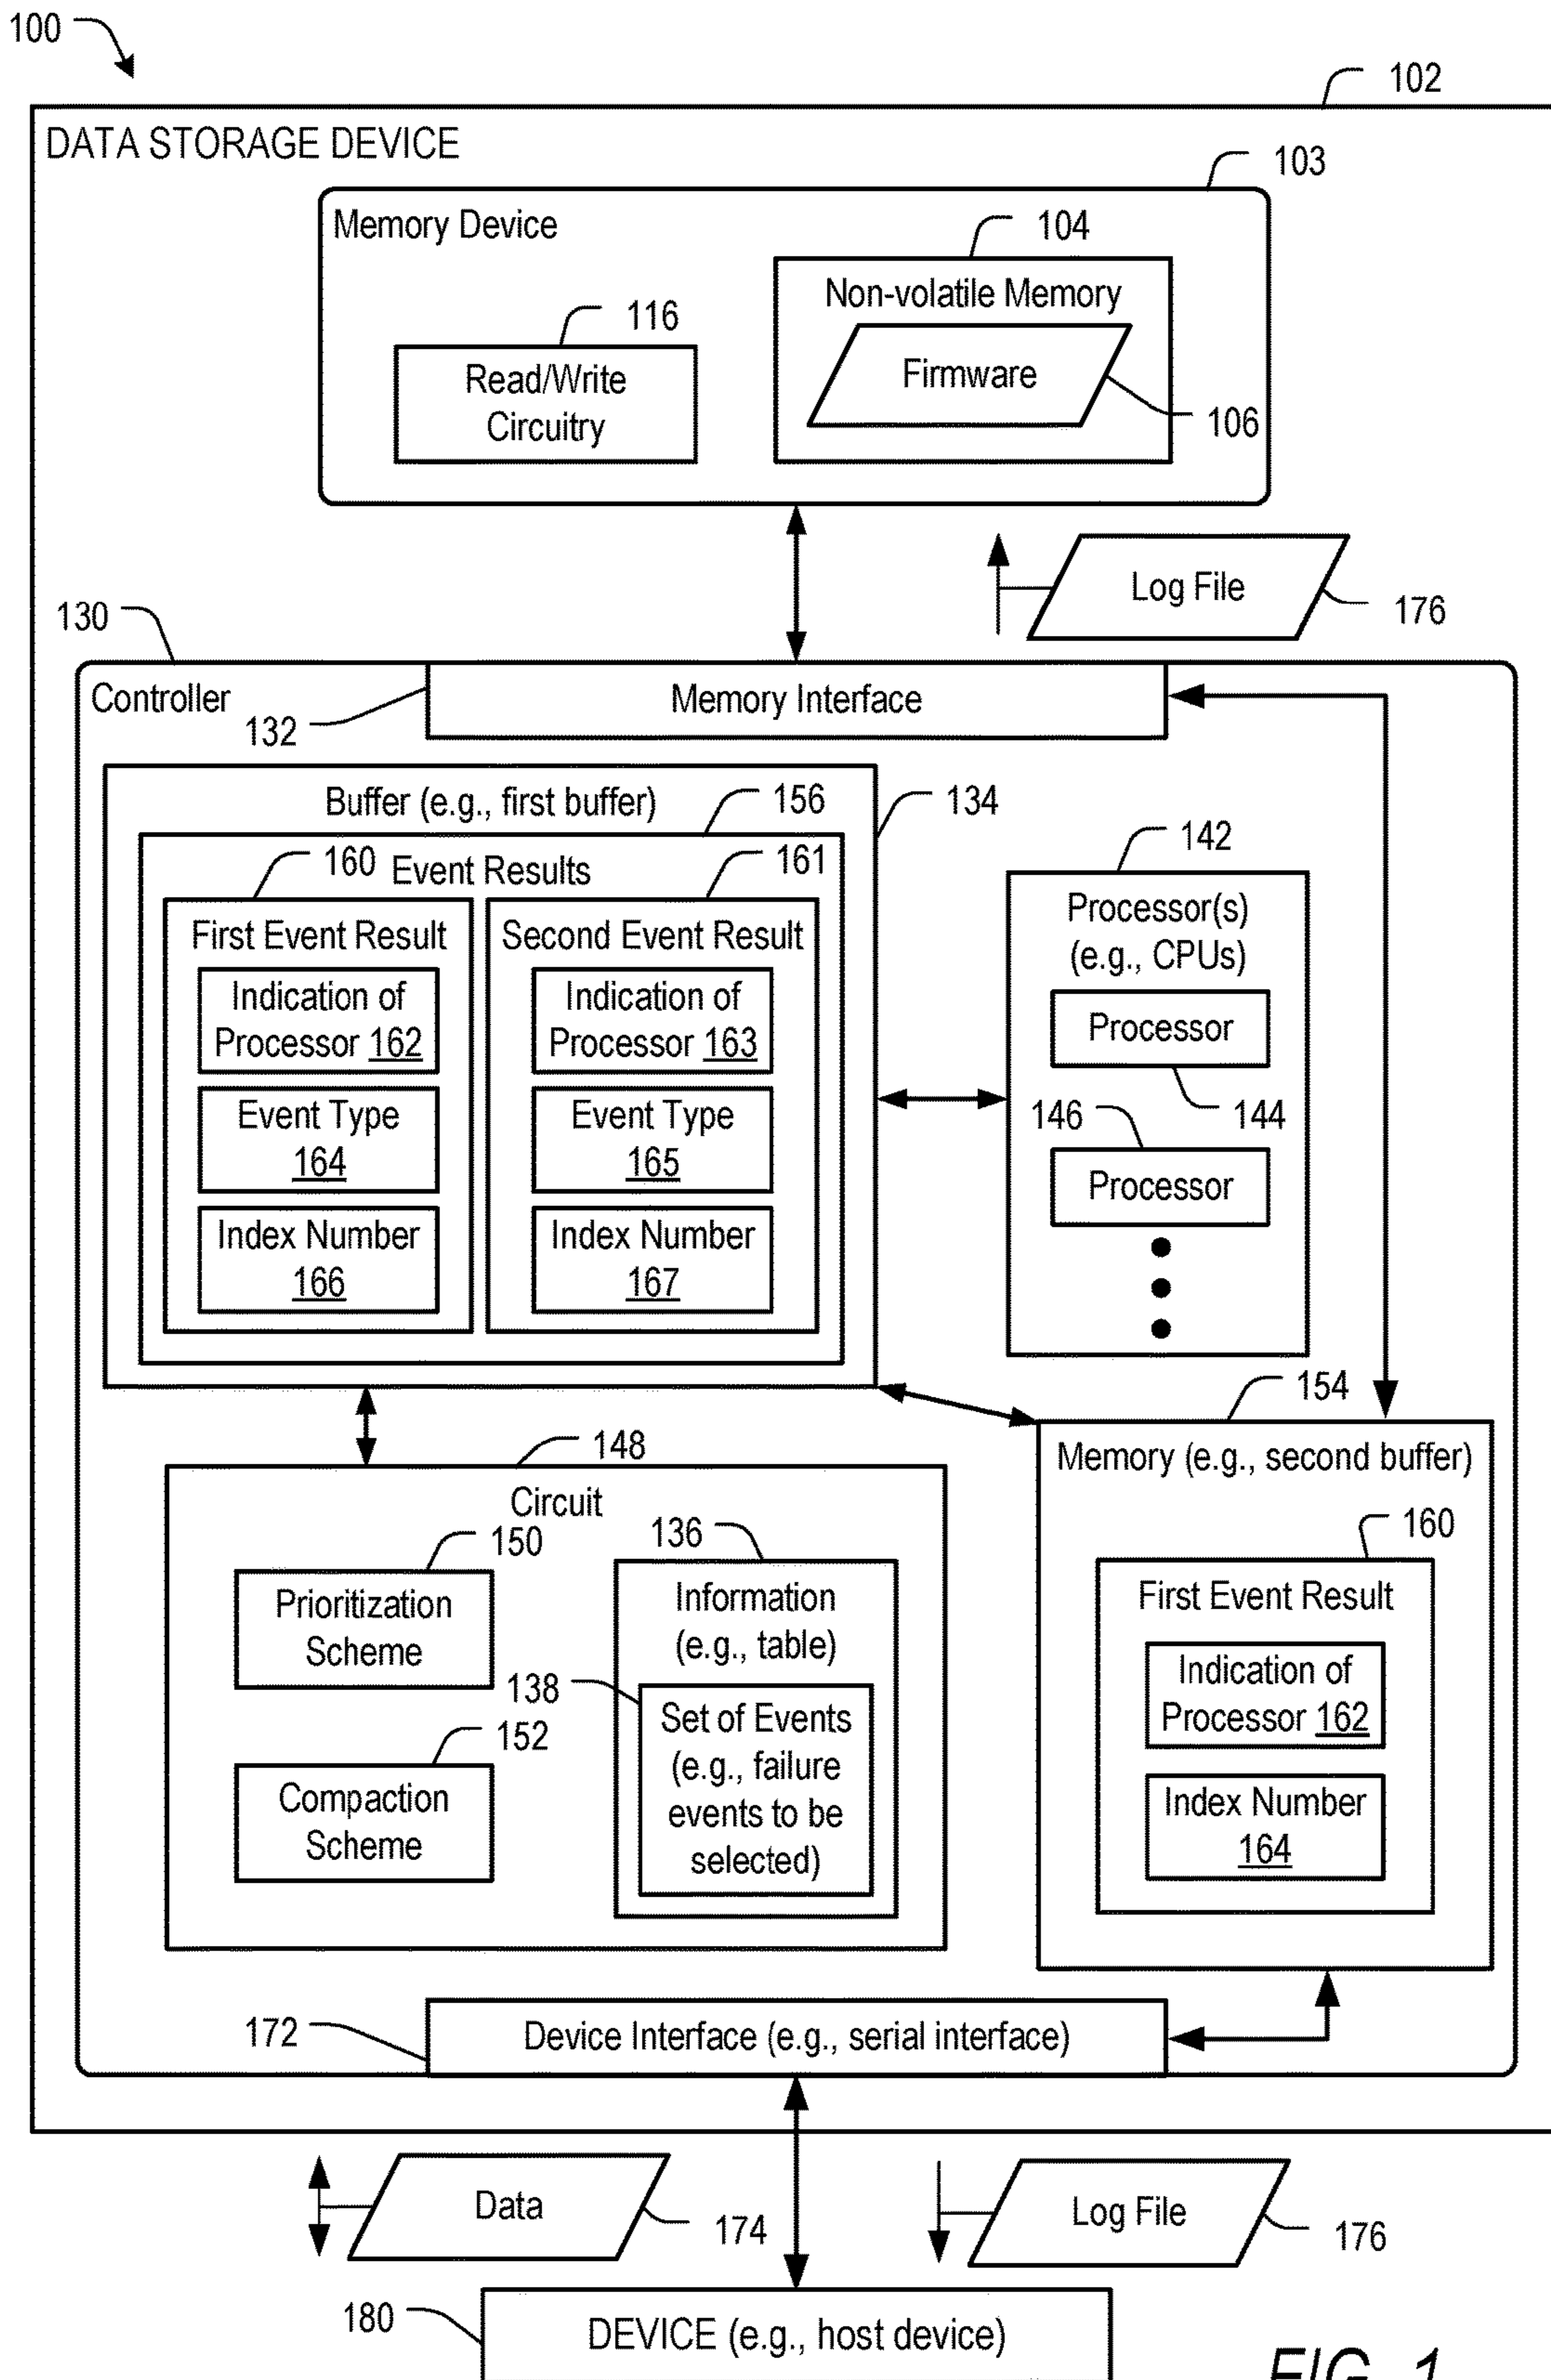 100
102
DATA STORAGE DEVICE
103
Memory Device
104
Non-volatile Memory
116
Read/Write
Circuitry
Firmware
106
Log File
176
130
Controller
132
Memory Interface
Buffer (e.g., first buffer)
156
134
160
Event Results
161
142
First Event Result
Second Event Result
Processor(s)
(e.g., CPUs)
Indication of
Processor 162
Indication of
Processor 163
Processor
144
Event Type
164
Event Type
165
146
Processor
Index Number
166
Index Number
167
154
148
Circuit
Memory (e.g., second buffer)
150
136
160
Prioritization
Scheme
Information
(e.g., table)
First Event Result
138
Set of Events
(e.g., failure
events to be
selected)
Indication of
Processor 162
152
Compaction
Scheme
Index Number
164
172
Device Interface (e.g., serial interface)
Data
174
Log File
176
180
DEVICE (e.g., host device)
FIG. 1